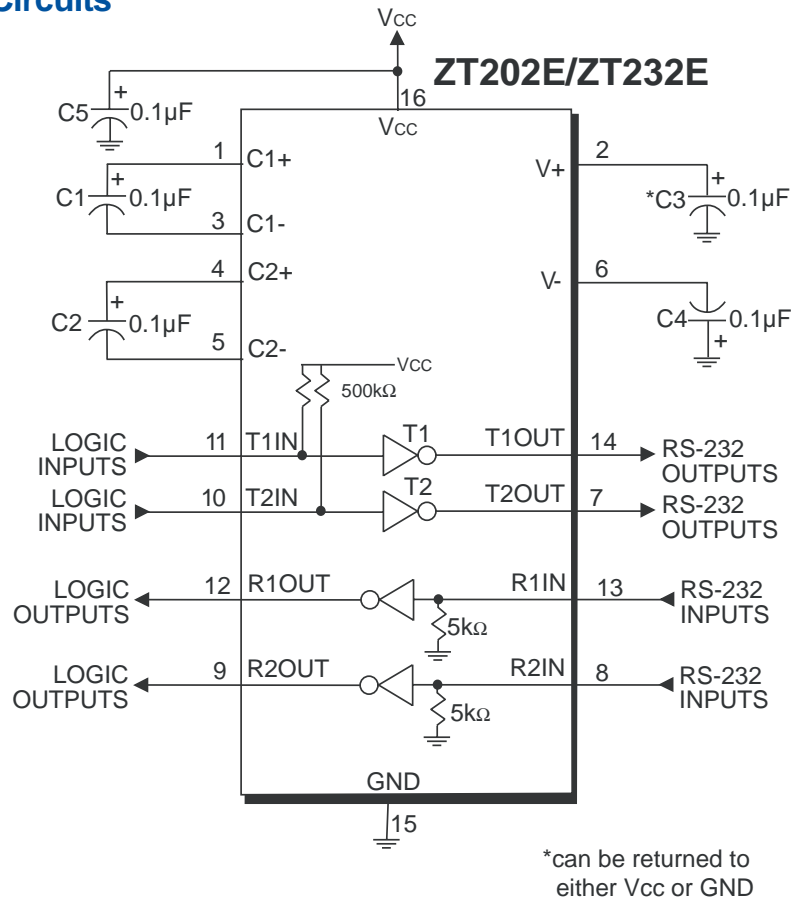 Circuits
Vcc
ZT202E/ZT232E
16
Vcc
C5
+
0.1µF
1
C1+
C1
+
0.1µF
3
C1-
4
C2+
C2
+
0.1µF
5
C2-
V+
2
*C3
+
0.1µF
V-
6
C4
0.1µF
+
Vcc
500kΩ
LOGIC
INPUTS
11
T1IN
T1
T1OUT
14
RS-232
OUTPUTS
LOGIC
INPUTS
10
T2IN
T2
T2OUT
7
RS-232
OUTPUTS
LOGIC
OUTPUTS
12
R1OUT
R1IN
13
RS-232
INPUTS
5kΩ
LOGIC
OUTPUTS
9
R2OUT
R2IN
8
RS-232
INPUTS
5kΩ
GND
15
*can be returned to
either Vcc or GND